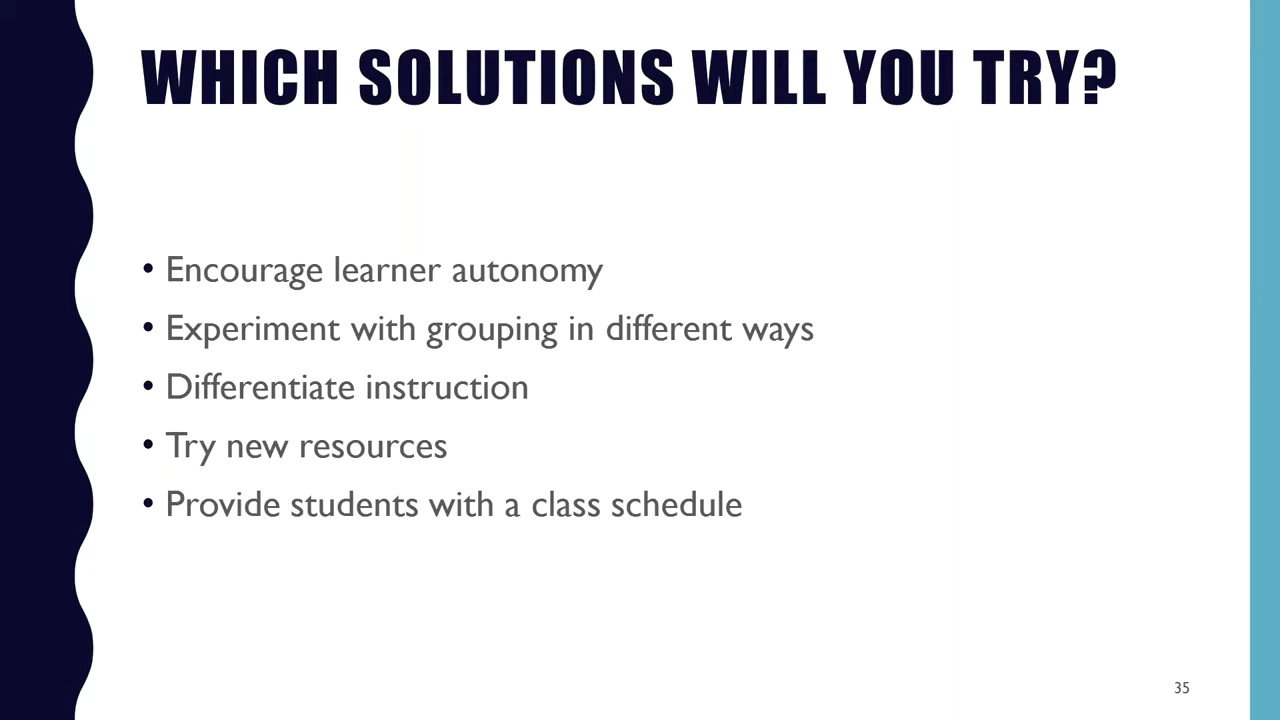 WHICH SOLUTIONS WILL YOU TRY?
• Encourage learner autonomy
• Experiment with grouping in different ways
• Differentiate instruction
• Try new resources
• Provide students with a class schedule
35